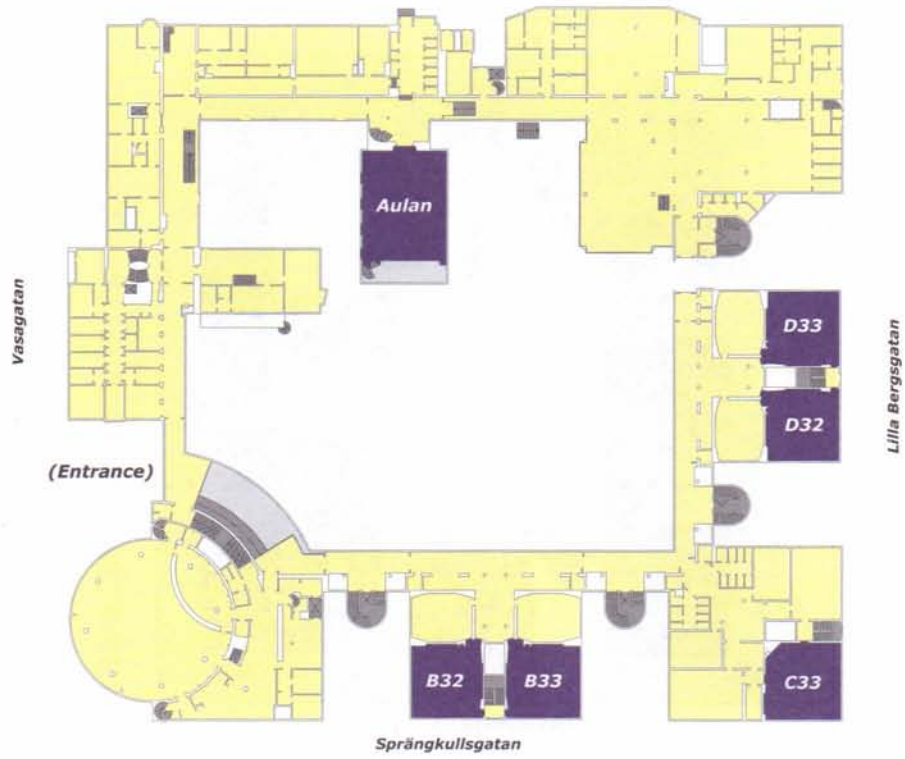 Aulan
Vasagatan
D33
D32
Lilla Bergsgatan
(Entrance)
B32
B33
C33
Sprängkullsgatan